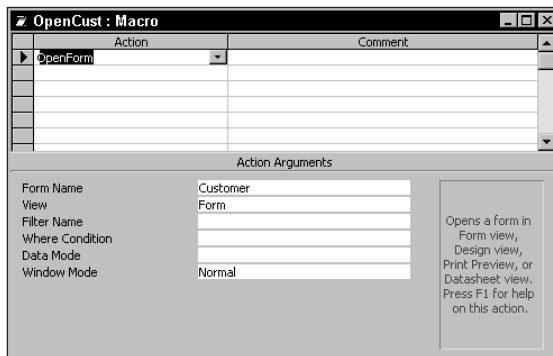 OpenCust : Macro
Action Comment
OpenForm
Action Arguments
Form Name Customer
View Form
Filter Name
Where Condition
Data Mode
Window Mode Normal
Opens a form in
Form view,
Design view,
Print Preview, or
Datasheet view.
Press F1 for help
on this action.